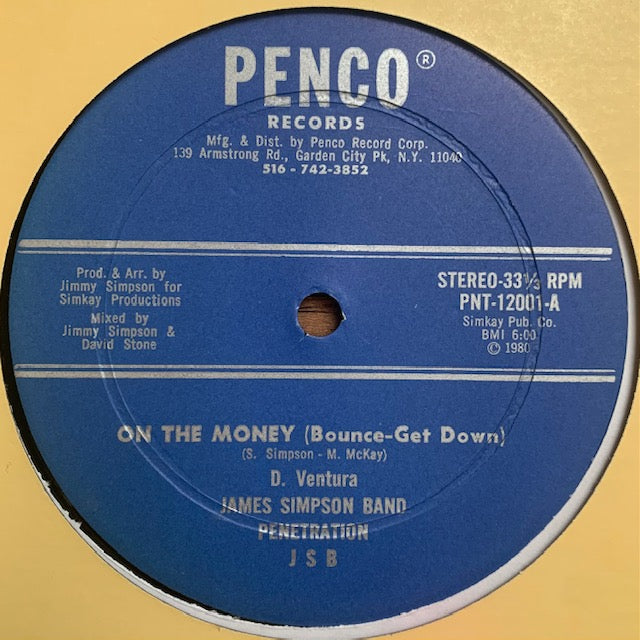 PENCO®
RECORDS
Mfg. & Dist. by Penco Record Corp.
139 Armstrong Rd., Garden City Pk, N.Y. 11040
516 - 742-3852
Prod. & Arr. by
Jimmy Simpson for
Simkay Productions
Mixed by
Jimmy Simpson &
David Stone
STEREO-33⅓ RPM
PNT-12001-A
Simkay Pub. Co.
BMI 6:00
© 1980
ON THE MONEY (Bounce-Get Down)
(S. Simpson - M. McKay)
D. Ventura
JAMES SIMPSON BAND
PENETRATION
J S B